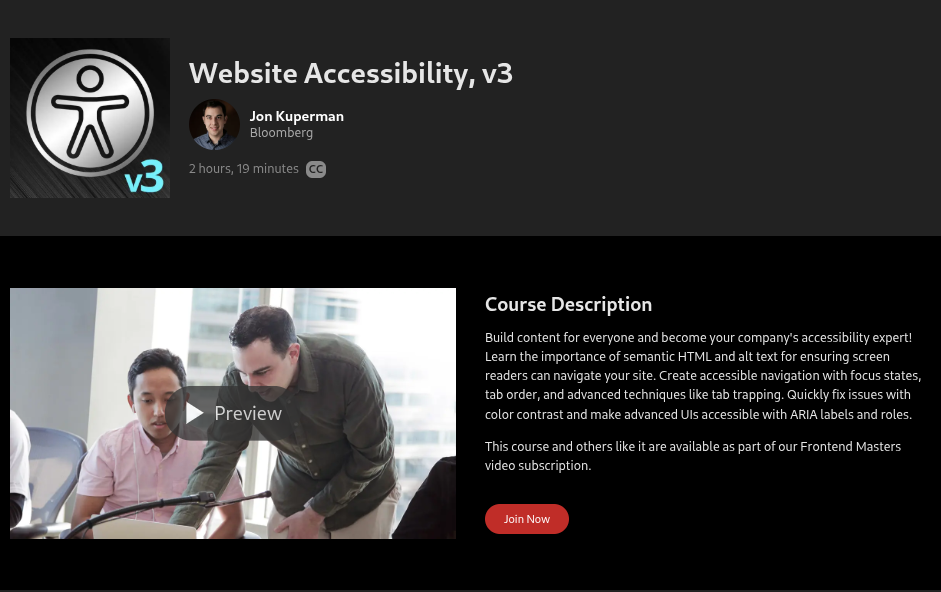 v3
Website Accessibility, v3
Jon Kuperman
Bloomberg
2 hours, 19 minutes CC
Preview
Course Description
Build content for everyone and become your company's accessibility expert!
Learn the importance of semantic HTML and alt text for ensuring screen
readers can navigate your site. Create accessible navigation with focus states,
tab order, and advanced techniques like tab trapping. Quickly fix issues with
color contrast and make advanced UIs accessible with ARIA labels and roles.
This course and others like it are available as part of our Frontend Masters
video subscription.
Join Now